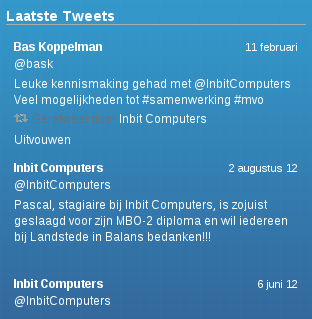 Laatste Tweets
Bas Koppelman 11 februari
@bask
Leuke kennismaking gehad met @InbitComputers
Veel mogelijkheden tot #samenwerking #mvo
Geretweet door Inbit Computers
Uitvouwen
Inbit Computers 2 augustus 12
@InbitComputers
Pascal, stagiaire bij Inbit Computers, is zojuist
geslaagd voor zijn MBO-2 diploma en wil iedereen
bij Landstede in Balans bedanken!!!
Inbit Computers 6 juni 12
@InbitComputers